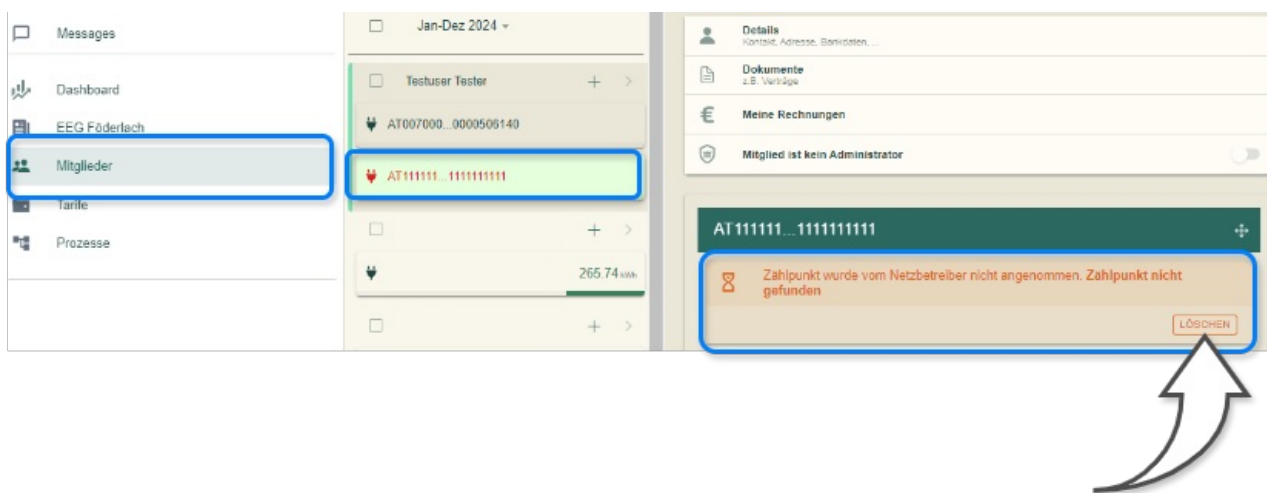 Messages
Dashboard
EEG Föderlach
Mitglieder
Tarife
Prozesse
Jan-Dez 2024
Testuser Tester
AT007000...0000506140
AT111111...1111111111
265.74 kWh
Details
Kontakt, Adresse, Bankdaten, ...
Dokumente
z.B. Verträge
Meine Rechnungen
Mitglied ist kein Administrator
AT111111...1111111111
Zählpunkt wurde vom Netzbetreiber nicht angenommen. Zählpunkt nicht
gefunden
LÖSCHEN